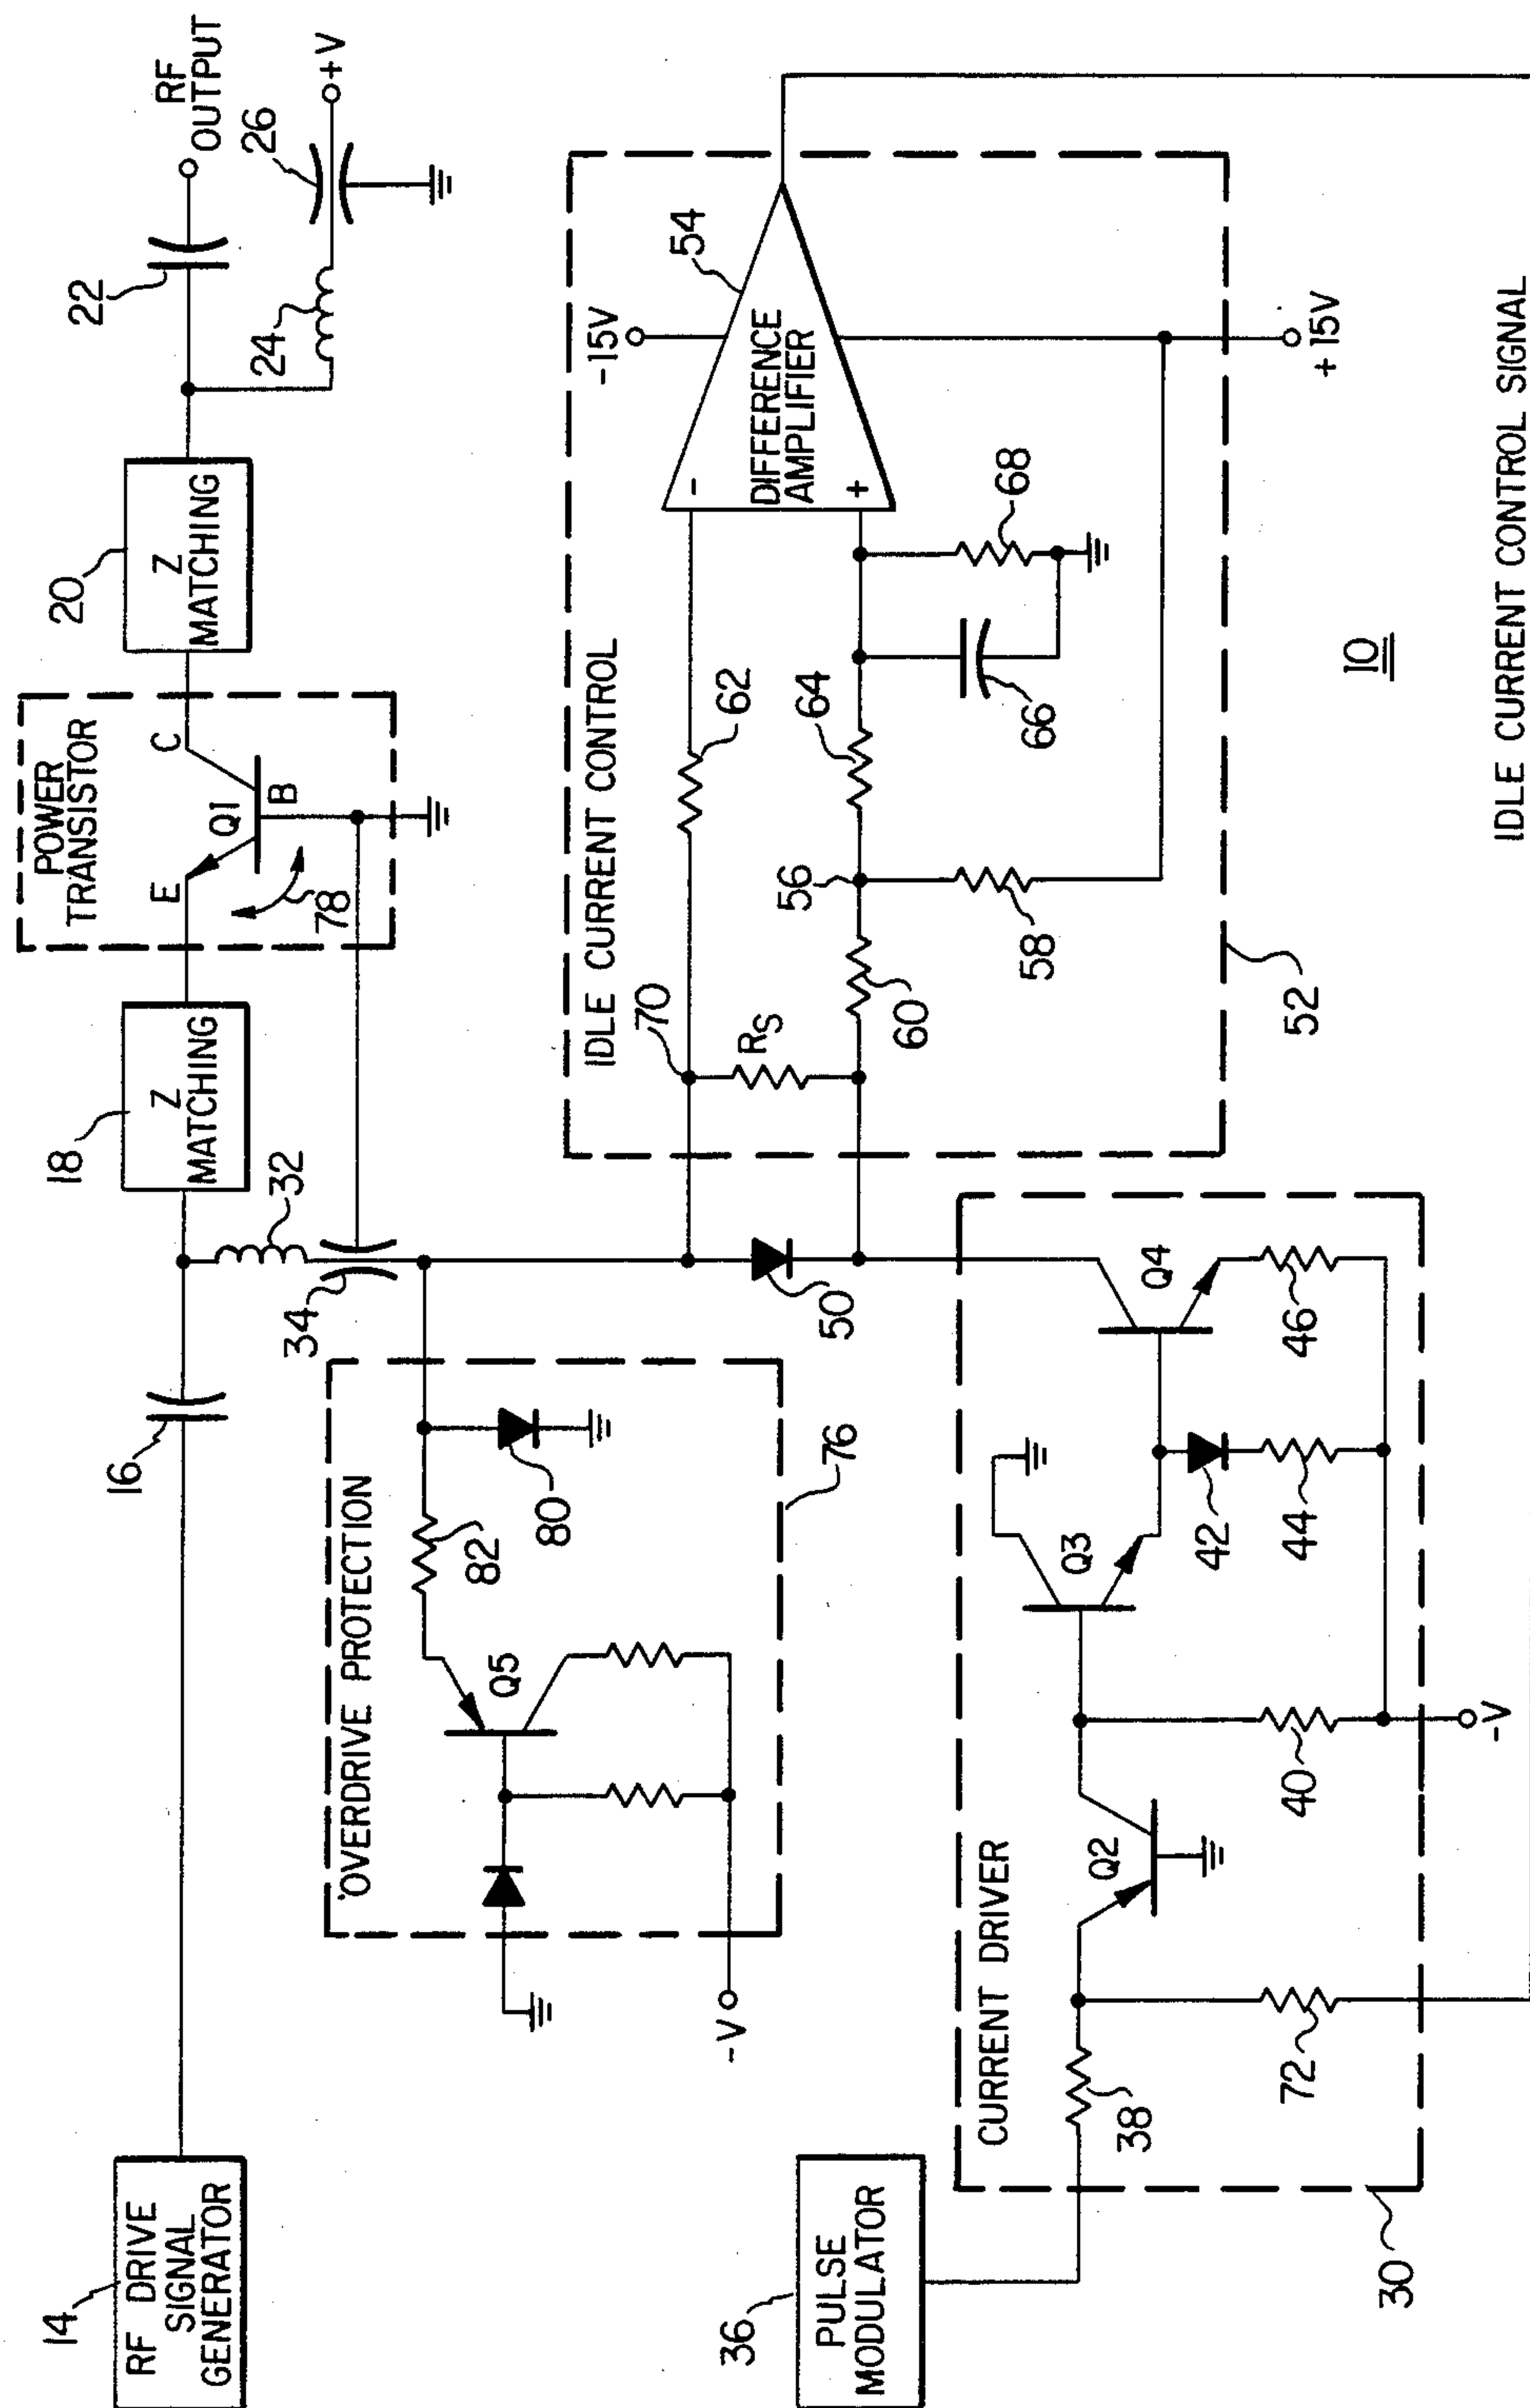 14
RF DRIVE
SIGNAL
GENERATOR
16
18
Z
MATCHING
32
34
POWER
TRANSISTOR
E
C
Q1
B
78
20
Z
MATCHING
22
24
RF
OUTPUT
26
+V
OVERDRIVE PROTECTION
Q5
82
80
76
-V
50
IDLE CURRENT CONTROL
70
RS
62
60
56
58
64
66
68
-15V
54
-
DIFFERENCE
AMPLIFIER
+
+15V
52
10
36
PULSE
MODULATOR
CURRENT DRIVER
38
72
Q2
40
Q3
42
44
Q4
46
-V
30
IDLE CURRENT CONTROL SIGNAL